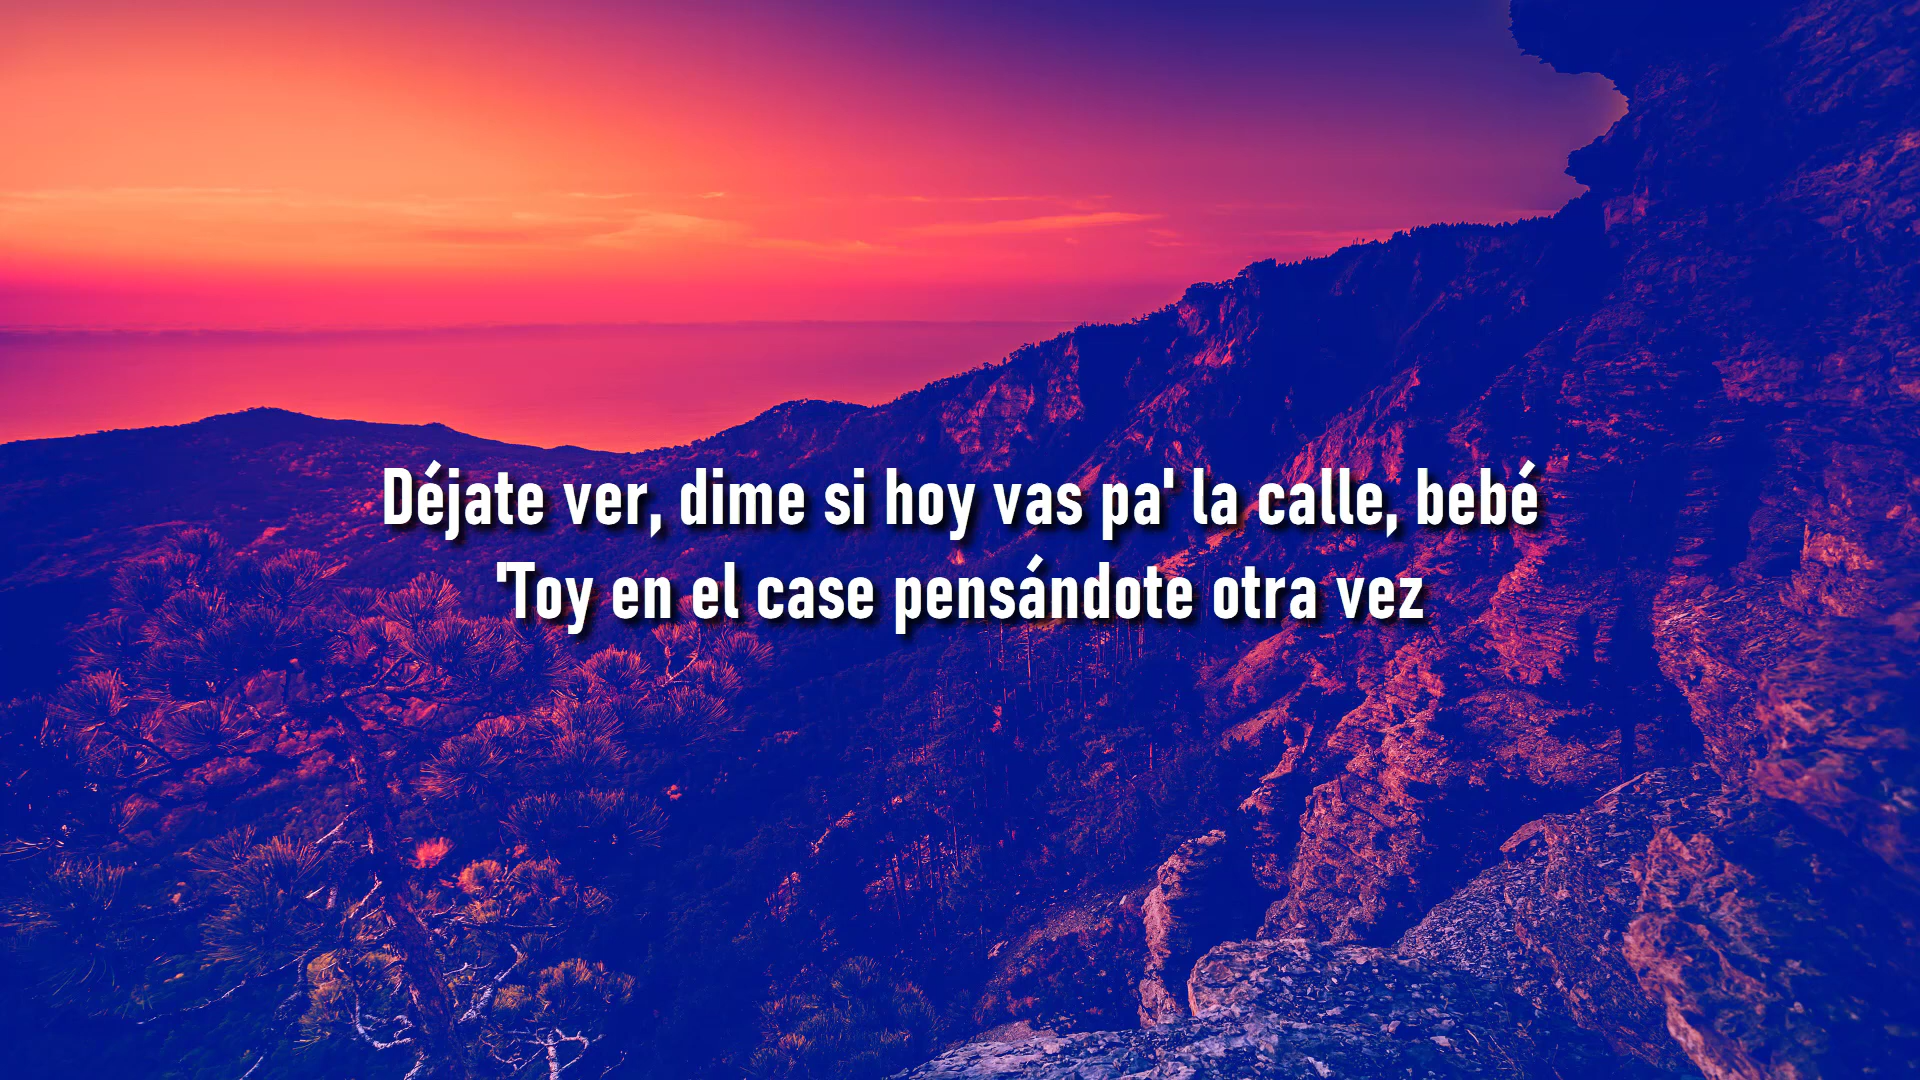 Déjate ver, dime si hoy vas pa' la calle, bebé
'Toy en el case pensándote otra vez